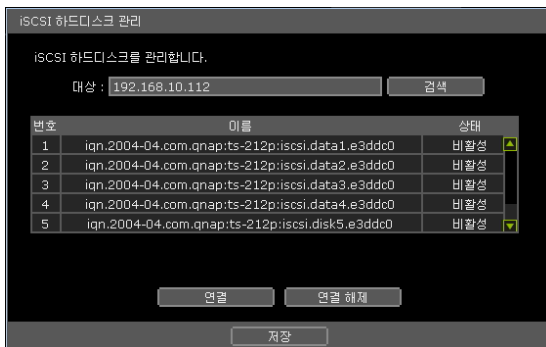 iSCSI 하드디스크 관리
iSCSI 하드디스크를 관리합니다.
대상 : 192.168.10.112 검색
번호 이름 상태
1 iqn.2004-04.com.qnap:ts-212p:iscsi.data1.e3ddc0 비활성
2 iqn.2004-04.com.qnap:ts-212p:iscsi.data2.e3ddc0 비활성
3 iqn.2004-04.com.qnap:ts-212p:iscsi.data3.e3ddc0 비활성
4 iqn.2004-04.com.qnap:ts-212p:iscsi.data4.e3ddc0 비활성
5 iqn.2004-04.com.qnap:ts-212p:iscsi.disk5.e3ddc0 비활성
연결 연결 해제
저장